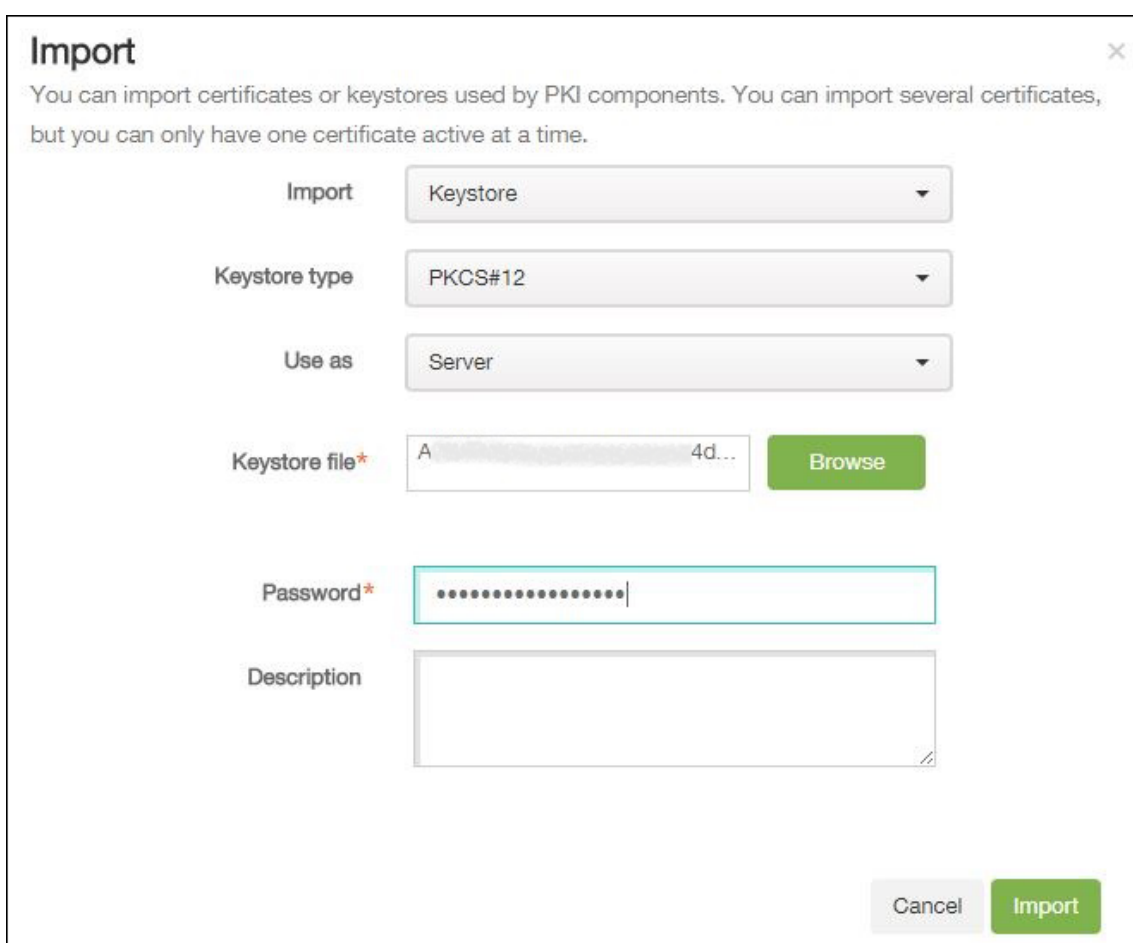 Import
You can import certificates or keystores used by PKI components. You can import several certificates,
but you can only have one certificate active at a time.
Import Keystore
Keystore type PKCS#12
Use as Server
Keystore file* A 4d... Browse
Password* •••••••••••••••••
Description
Cancel Import